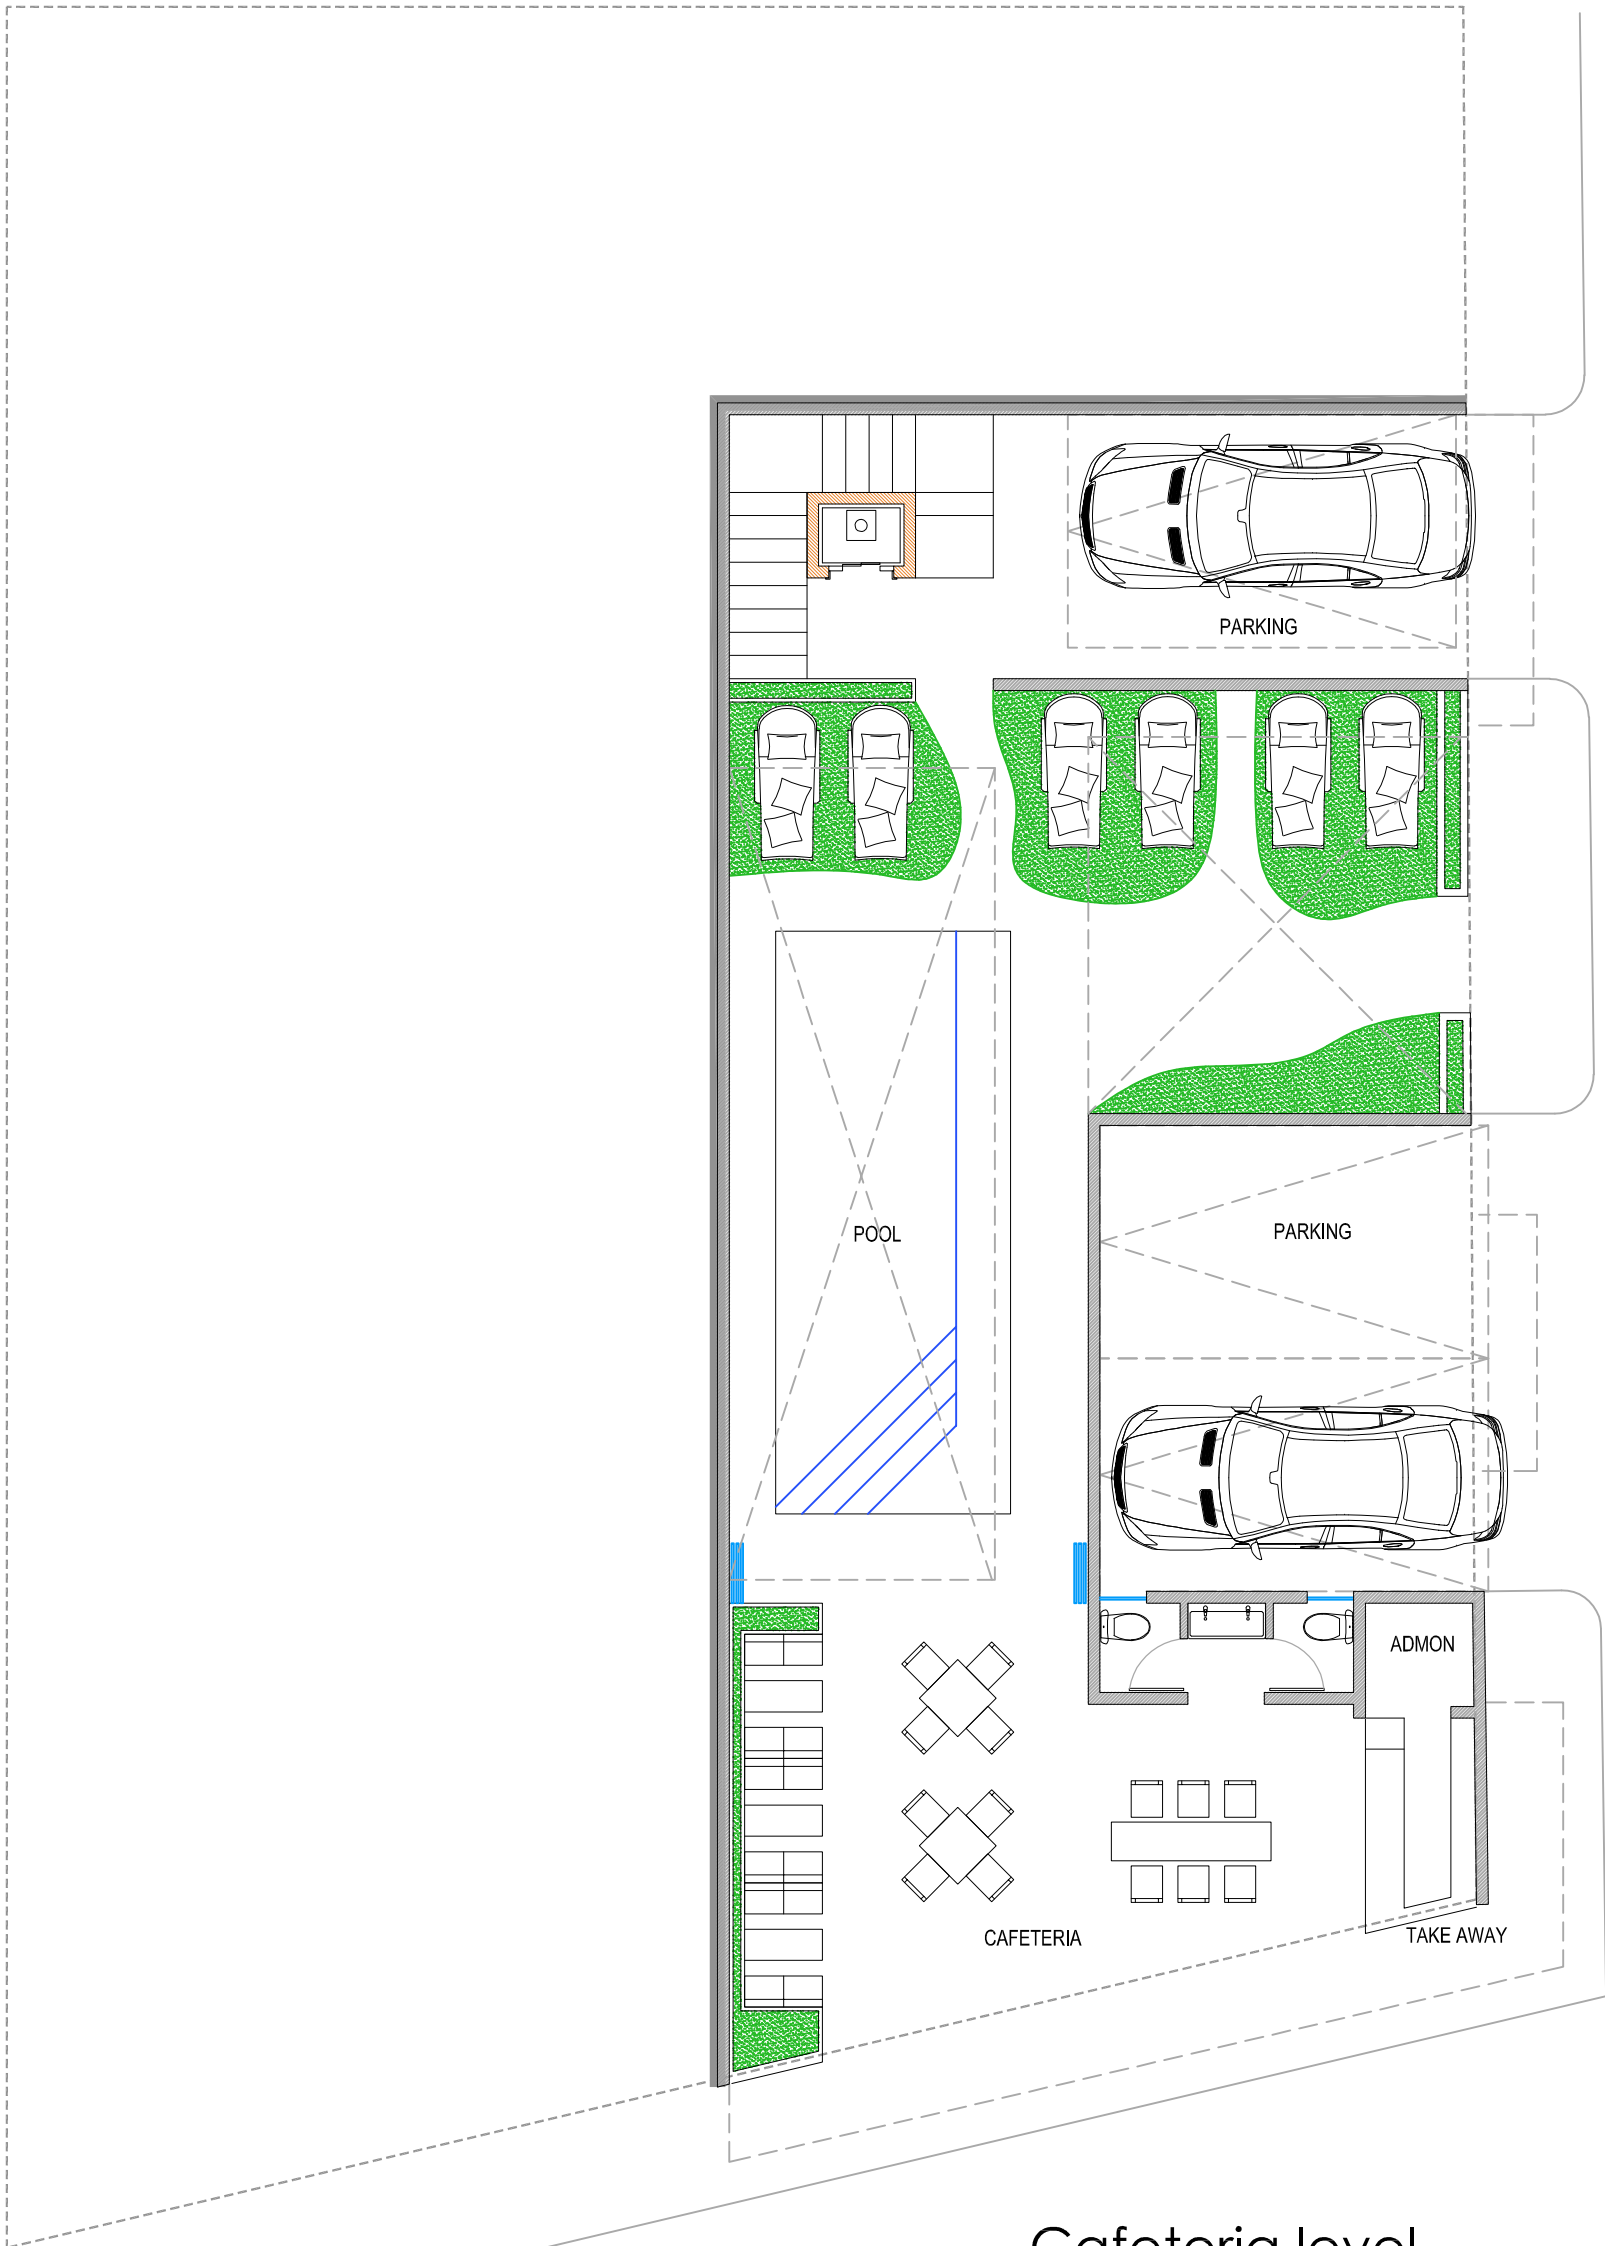 PARKING
POOL
PARKING
ADMON
CAFETERIA
TAKE AWAY
Cafeteria level